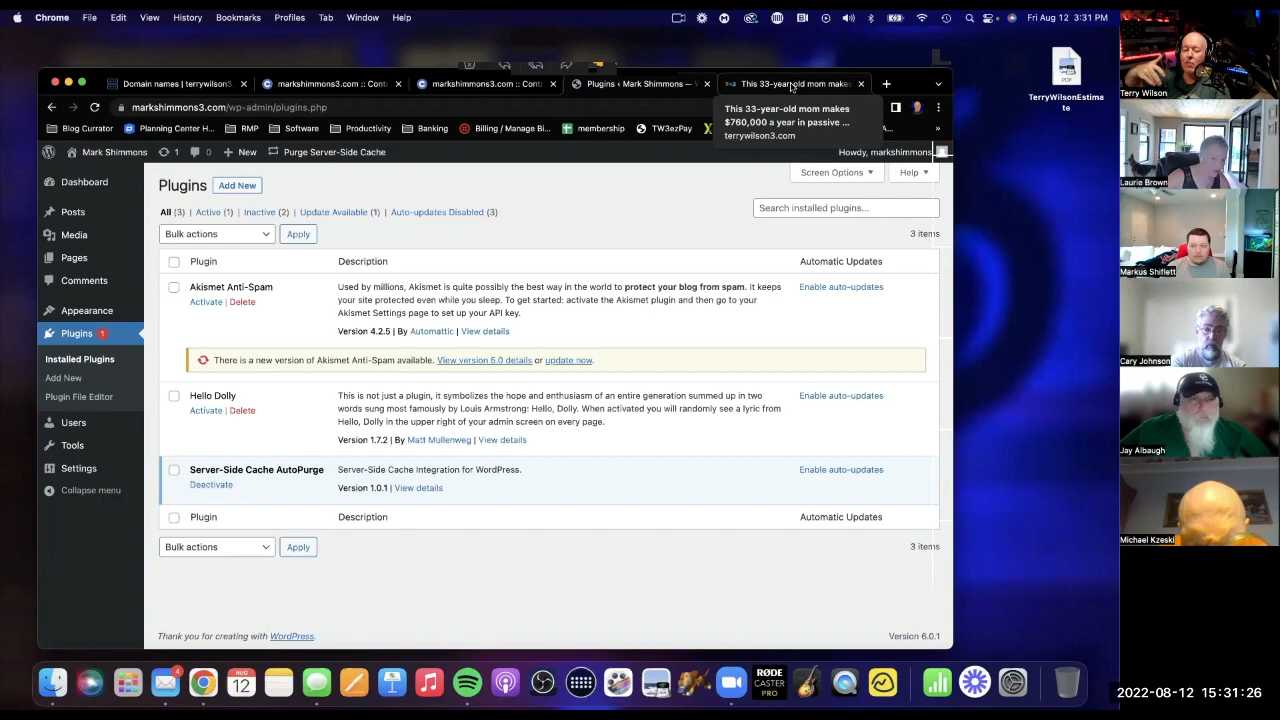 Chrome File Edit View History Bookmarks Profiles Tab Window Help Fri Aug 12 3:31 PM
Domain names | terrywilson3. markshimmons3.com :: Contr markshimmons3.com :: Contr Plugins ‹ Mark Shimmons — This 33-year-old mom makes
markshimmons3.com/wp-admin/plugins.php
Blog Curator Planning Center H... RMP Software Productivity Banking Billing / Manage Bi... membership TW3ezPay
This 33-year-old mom makes
$760,000 a year in passive ...
terrywilson3.com
Mark Shimmons 1 0 + New Purge Server-Side Cache Howdy, markshimmons
Screen Options Help
Dashboard
Posts
Media
Pages
Comments
Appearance
Plugins 1
Installed Plugins
Add New
Plugin File Editor
Users
Tools
Settings
Collapse menu
Plugins Add New
All (3) | Active (1) | Inactive (2) | Update Available (1) | Auto-updates Disabled (3)
Search installed plugins...
Bulk actions Apply 3 items
Plugin Description Automatic Updates
Akismet Anti-Spam
Activate | Delete
Used by millions, Akismet is quite possibly the best way in the world to protect your blog from spam. It keeps
your site protected even while you sleep. To get started: activate the Akismet plugin and then go to your
Akismet Settings page to set up your API key.
Version 4.2.5 | By Automattic | View details
Enable auto-updates
There is a new version of Akismet Anti-Spam available. View version 5.0 details or update now.
Hello Dolly
Activate | Delete
This is not just a plugin, it symbolizes the hope and enthusiasm of an entire generation summed up in two
words sung most famously by Louis Armstrong: Hello, Dolly. When activated you will randomly see a lyric from
Hello, Dolly in the upper right of your admin screen on every page.
Version 1.7.2 | By Matt Mullenweg | View details
Enable auto-updates
Server-Side Cache AutoPurge
Deactivate
Server-Side Cache Integration for WordPress.
Version 1.0.1 | View details
Enable auto-updates
Plugin Description Automatic Updates
Bulk actions Apply 3 items
Thank you for creating with WordPress. Version 6.0.1
PDF
TerryWilsonEstima
te
Terry Wilson
Laurie Brown
Markus Shiflett
Cary Johnson
Jay Albaugh
Michael Kzeski
4
AUG
12
RØDE
CASTER
PRO
2022-08-12 15:31:26